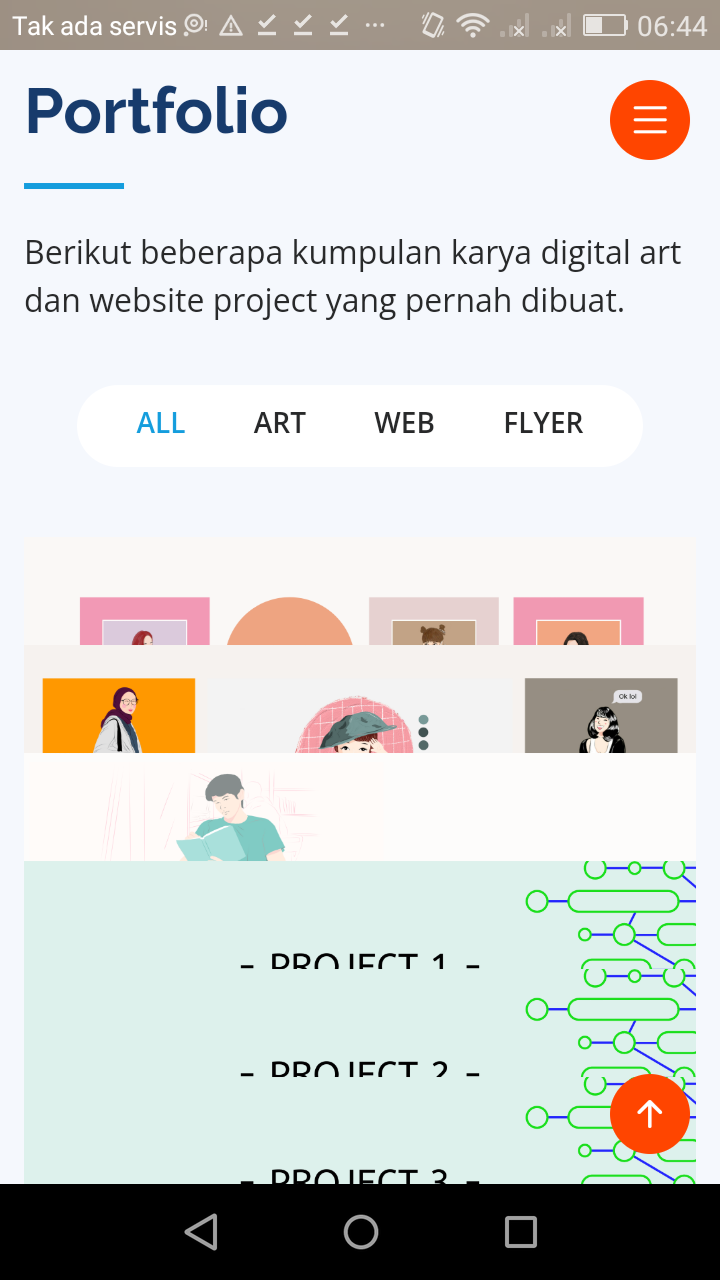 Tak ada servis
06:44
Portfolio
Berikut beberapa kumpulan karya digital art
dan website project yang pernah dibuat.
ALL ART WEB FLYER
Ok lol
- PROJECT 1 -
- PROJECT 2 -
- PROJECT 3 -